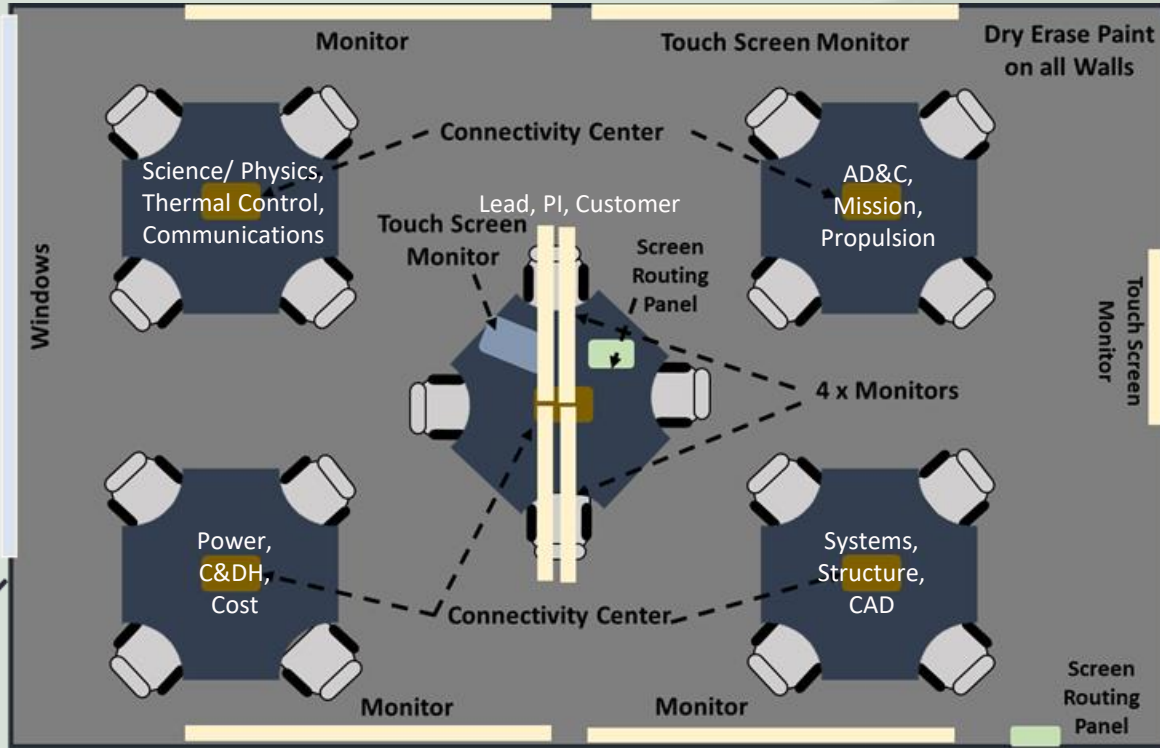 Monitor
Touch Screen Monitor
Dry Erase Paint
on all Walls
Connectivity Center
Science/ Physics,
Thermal Control,
Communications
AD&C,
Mission,
Propulsion
Lead, PI, Customer
Touch Screen
Monitor
Screen
Routing
Panel
Windows
Touch Screen
Monitor
4 x Monitors
Power,
C&DH,
Cost
Systems,
Structure,
CAD
Connectivity Center
Monitor
Monitor
Screen
Routing
Panel